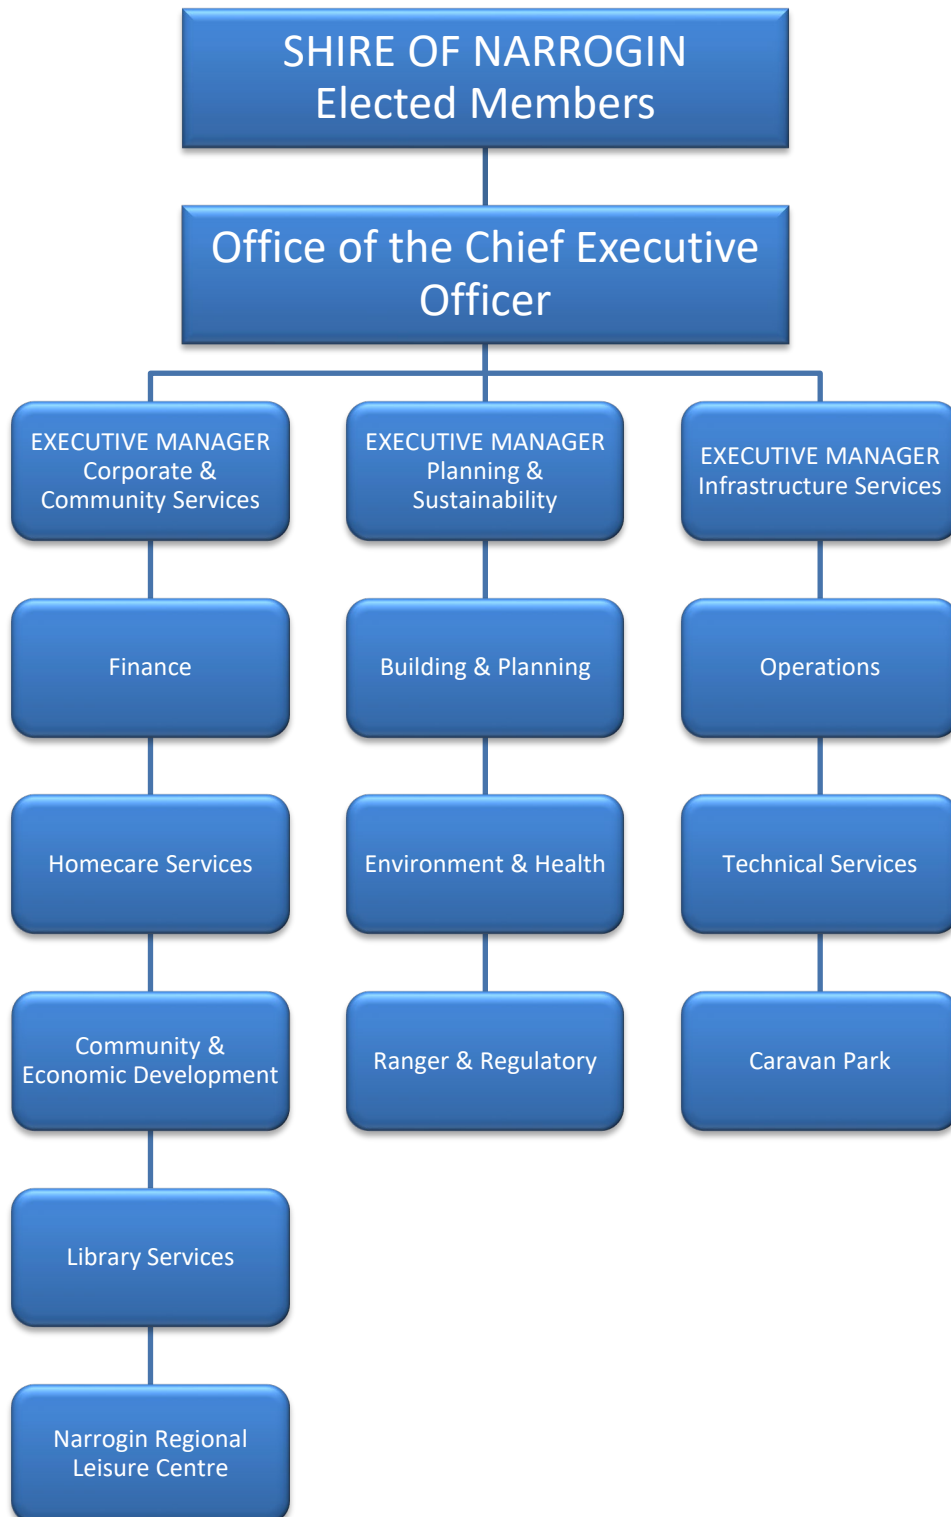 SHIRE OF NARROGIN
Elected Members
Office of the Chief Executive
Officer
EXECUTIVE MANAGER
Corporate &
Community Services
Finance
Homecare Services
Community &
Economic Development
Library Services
Narrogin Regional
Leisure Centre
EXECUTIVE MANAGER
Planning &
Sustainability
Building & Planning
Environment & Health
Ranger & Regulatory
EXECUTIVE MANAGER
Infrastructure Services
Operations
Technical Services
Caravan Park